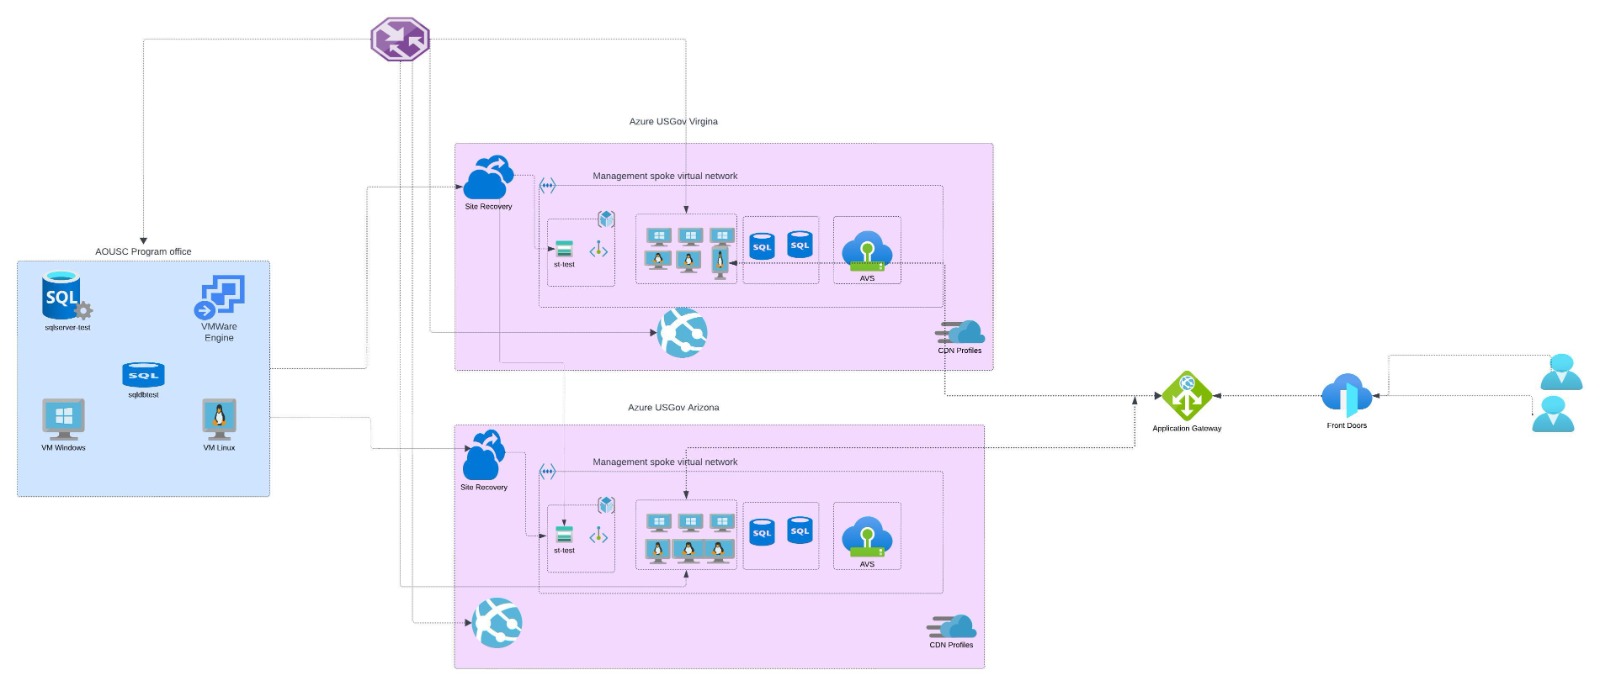 Azure USGov Virgina
Management spoke virtual network
Site Recovery
st-test
SQL
SQL
AVS
CDN Profiles
AOUSC Program office
SQL
sqlserver-test
VMWare
Engine
SQL
sqldbtest
VM Windows
VM Linux
Azure USGov Arizona
Management spoke virtual network
Site Recovery
st-test
SQL
SQL
AVS
CDN Profiles
Application Gateway
Front Doors